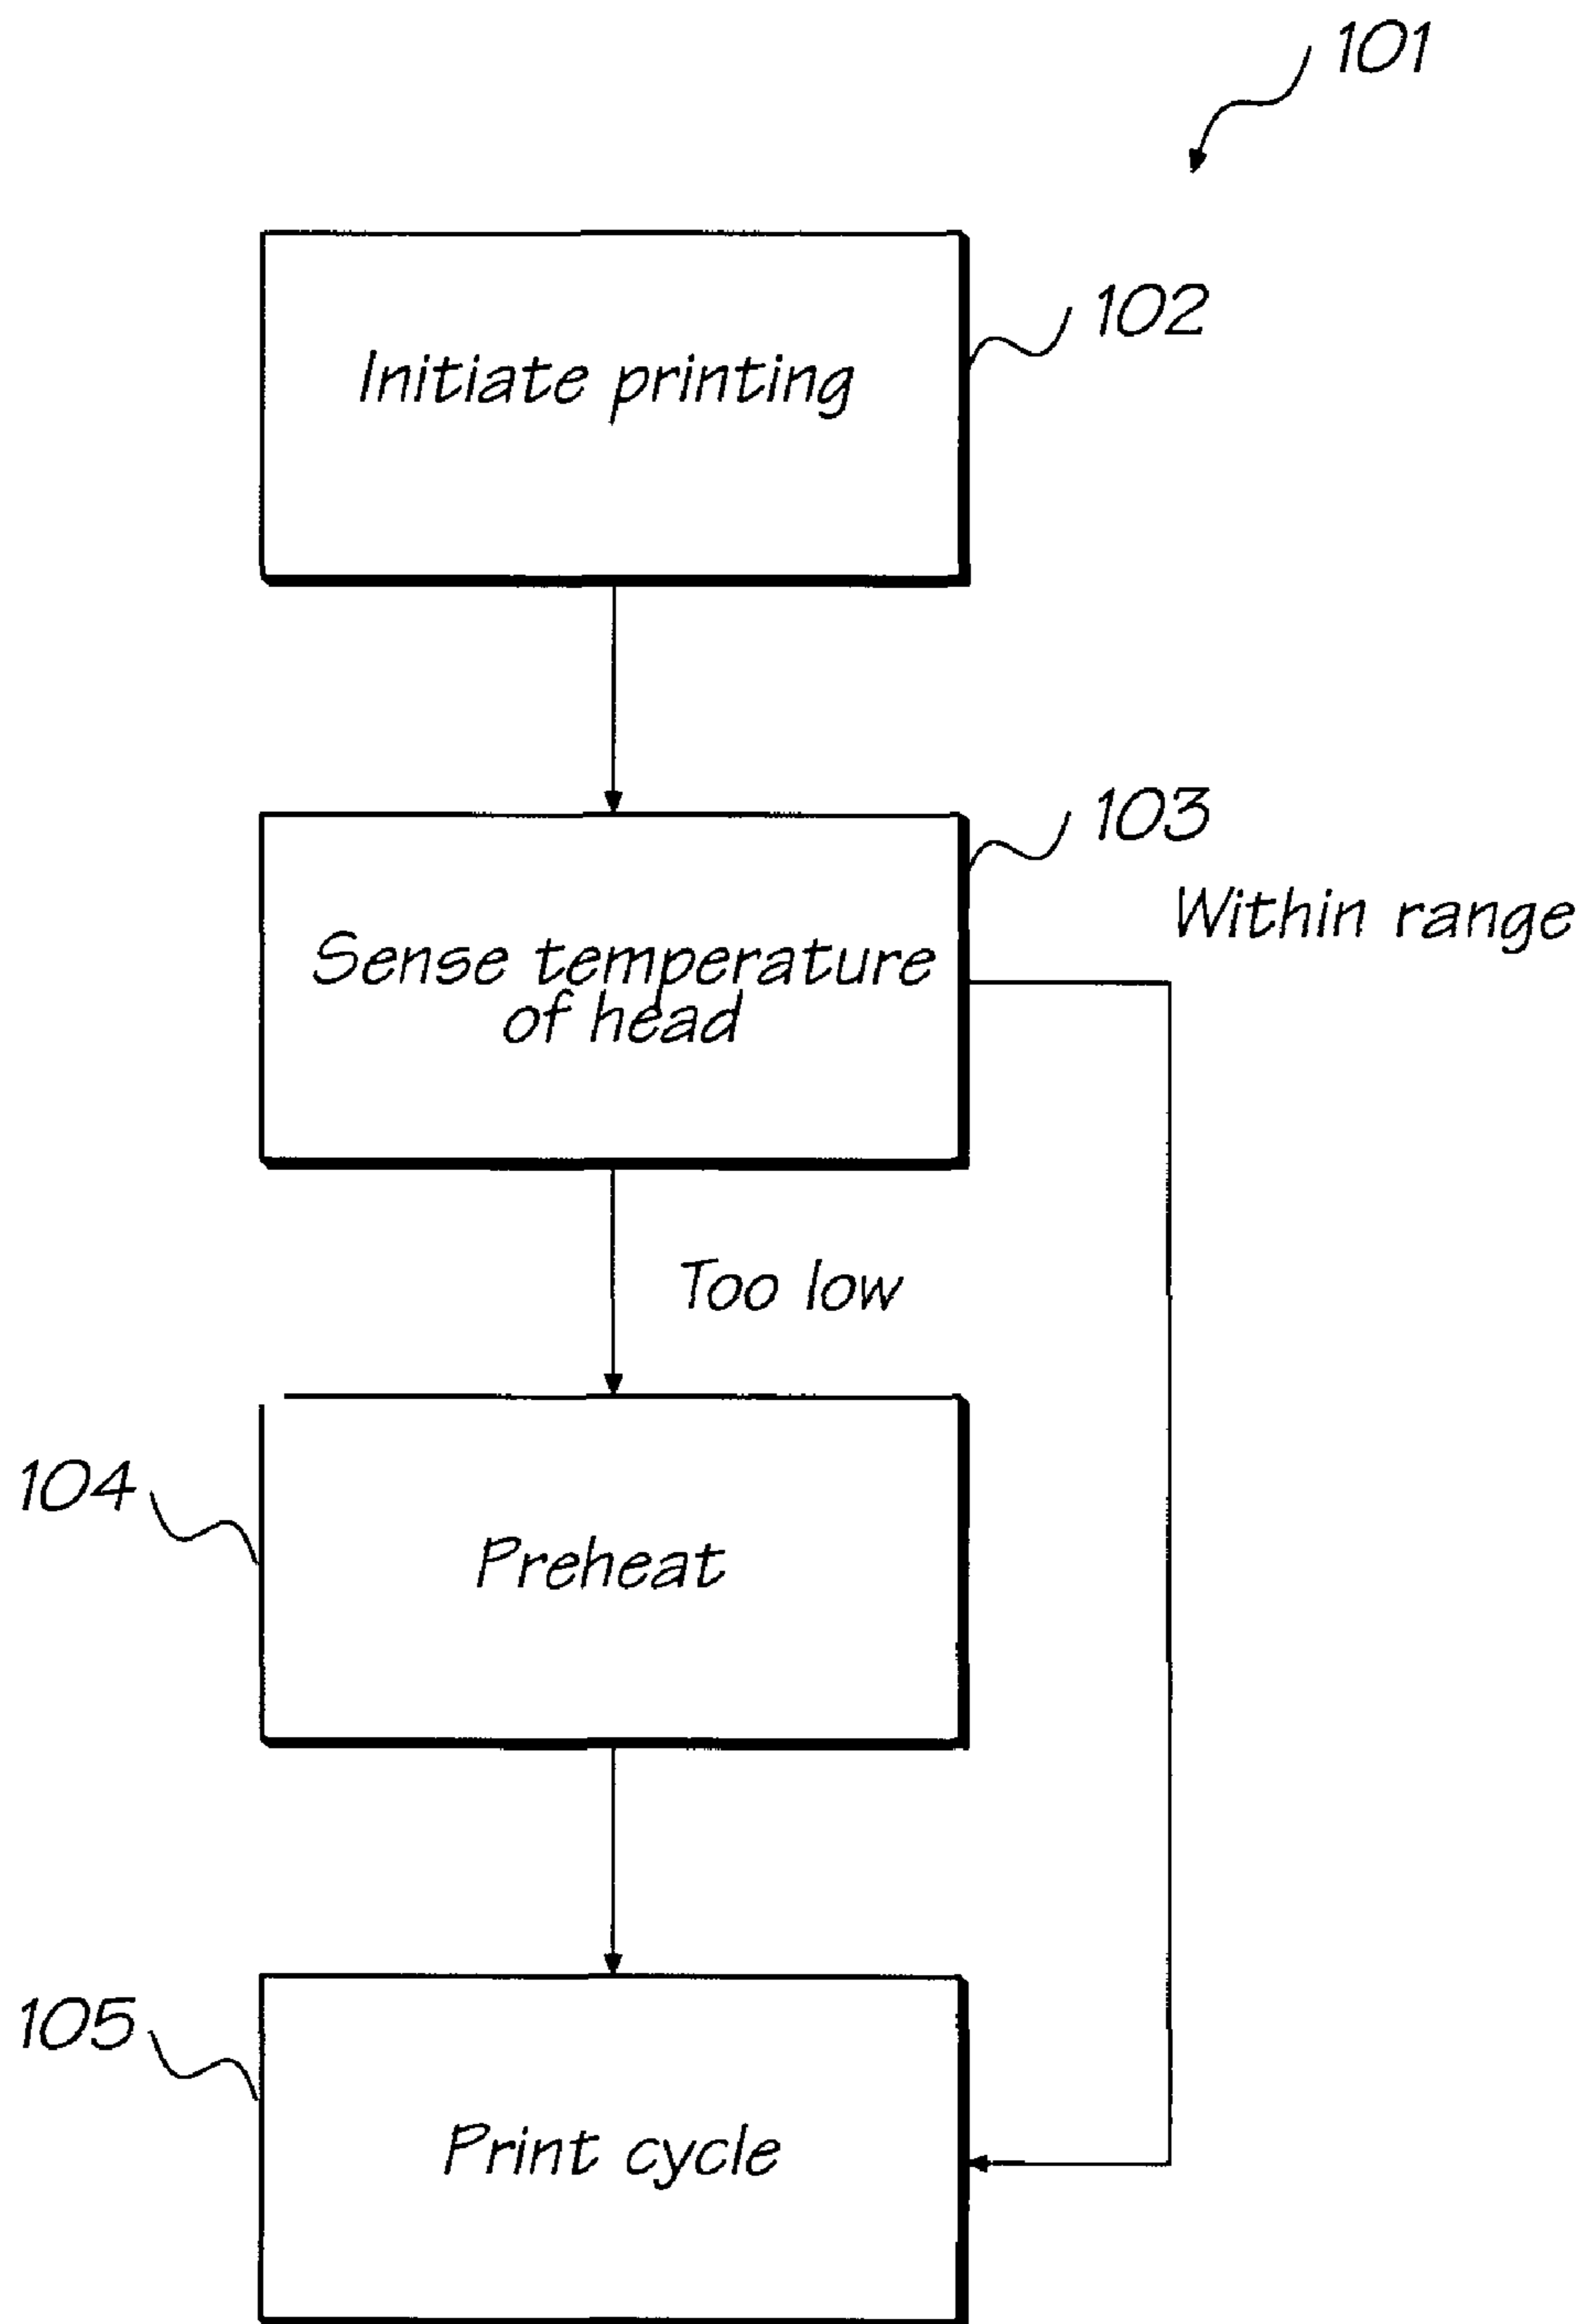 101
Initiate printing
102
103
Within range
Sense temperature
of head
Too low
104
Preheat
105
Print cycle